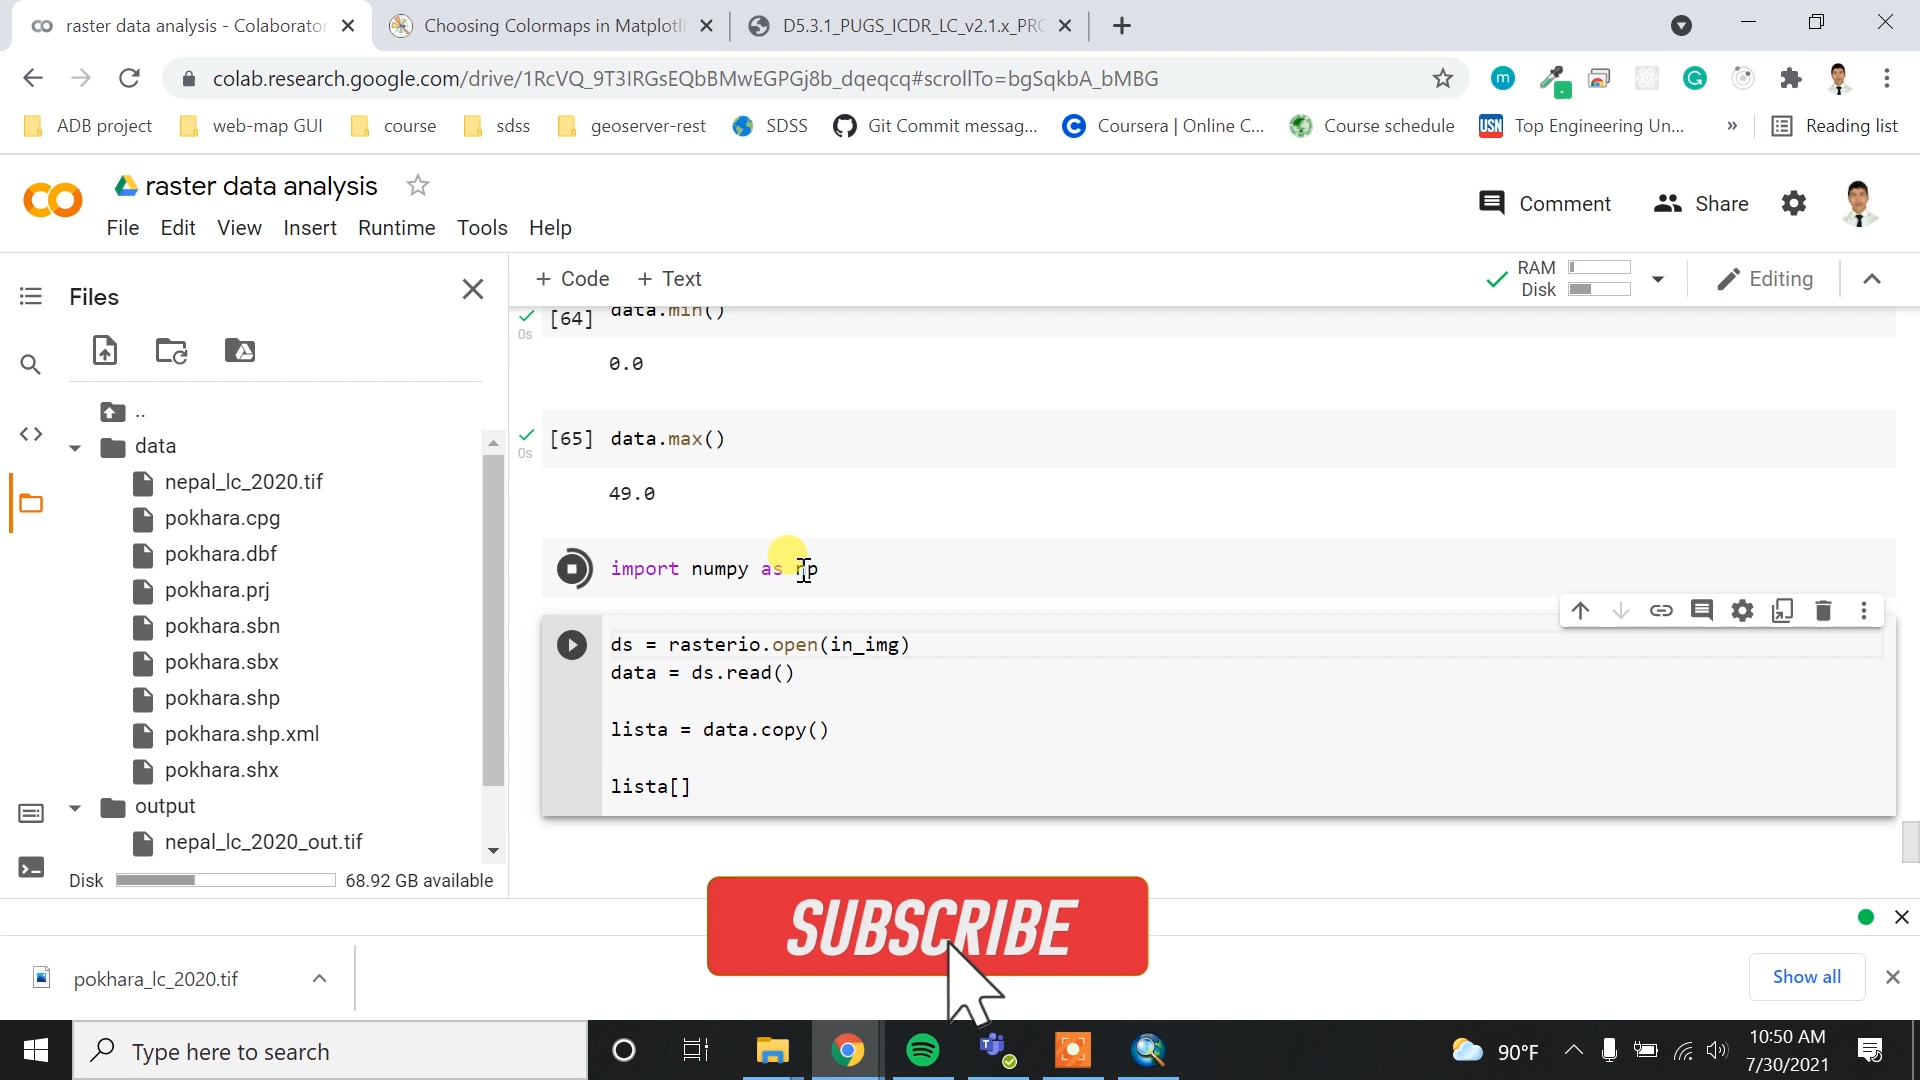 raster data analysis - Colaborator
Choosing Colormaps in Matplotli
D5.3.1_PUGS_ICDR_LC_v2.1.x_PRO
colab.research.google.com/drive/1RcVQ_9T3IRGsEQbBMwEGPGj8b_dqeqcq#scrollTo=bgSqkbA_bMBG
m
G
ADB project
web-map GUI
course
sdss
geoserver-rest
SDSS
Git Commit messag...
Coursera | Online C...
Course schedule
USN Top Engineering Un...
»
Reading list
raster data analysis
File Edit View Insert Runtime Tools Help
Comment
Share
Files
+ Code + Text
RAM
Disk
Editing
..
data
nepal_lc_2020.tif
pokhara.cpg
pokhara.dbf
pokhara.prj
pokhara.sbn
pokhara.sbx
pokhara.shp
pokhara.shp.xml
pokhara.shx
output
nepal_lc_2020_out.tif
Disk 68.92 GB available
[64] data.min()
0s
0.0
[65] data.max()
0s
49.0
import numpy as np
ds = rasterio.open(in_img)
data = ds.read()
lista = data.copy()
lista[]
SUBSCRIBE
pokhara_lc_2020.tif
Show all
Type here to search
90°F
10:50 AM
7/30/2021